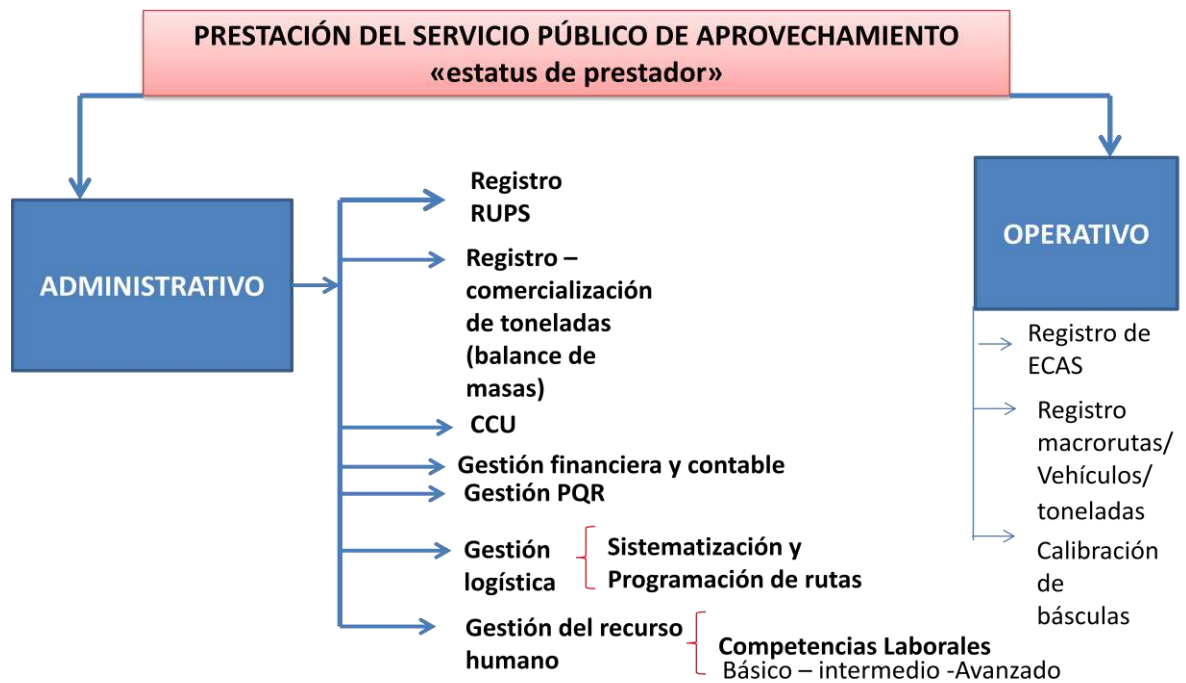 PRESTACIÓN DEL SERVICIO PÚBLICO DE APROVECHAMIENTO
«estatus de prestador»
ADMINISTRATIVO
Registro
RUPS
Registro –
comercialización
de toneladas
(balance de
masas)
CCU
Gestión financiera y contable
Gestión PQR
Gestión
logística
Sistematización y
Programación de rutas
Gestión del recurso
humano
Competencias Laborales
Básico – intermedio -Avanzado
OPERATIVO
Registro de
ECAS
Registro
macrorutas/
Vehículos/
toneladas
Calibración
de
básculas